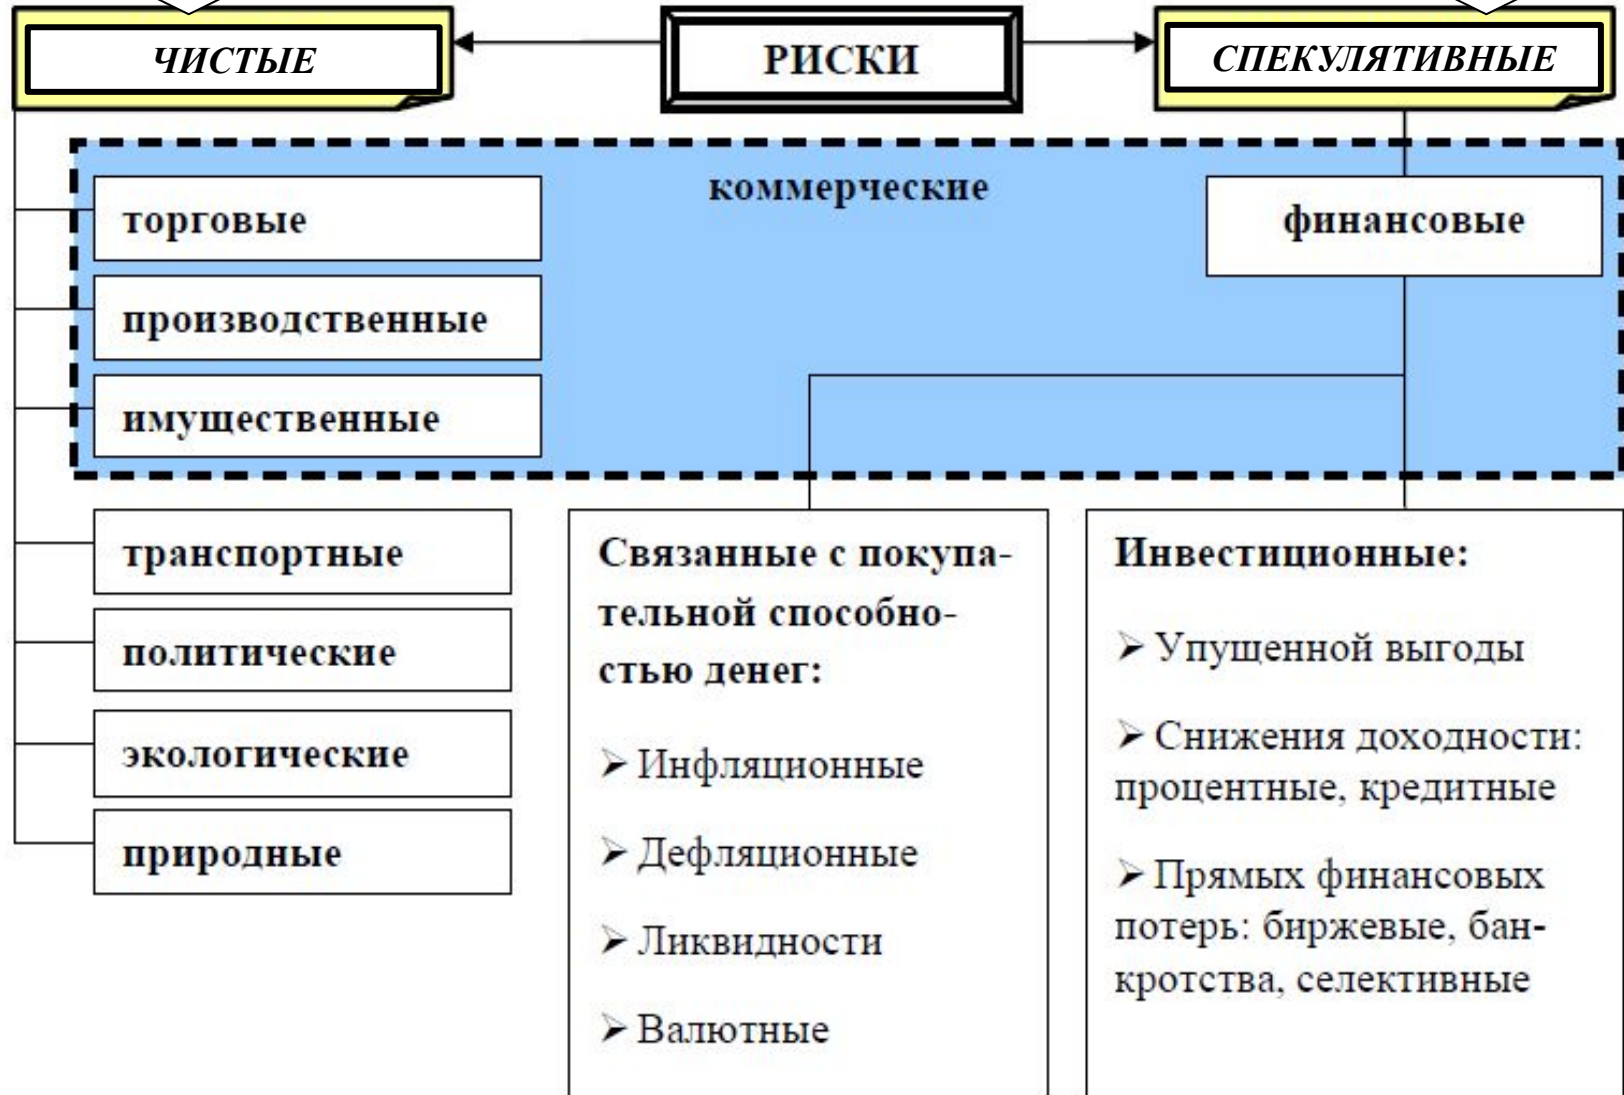 ЧИСТЫЕ
РИСКИ
СПЕКУЛЯТИВНЫЕ
коммерческие
торговые
финансовые
производственные
имущественные
транспортные
политические
экологические
природные
Связанные с покупа-
тельной способно-
стью денег:
➢ Инфляционные
➢ Дефляционные
➢ Ликвидности
➢ Валютные
Инвестиционные:
➢ Упущенной выгоды
➢ Снижения доходности:
процентные, кредитные
➢ Прямых финансовых
потерь: биржевые, бан-
кротства, селективные